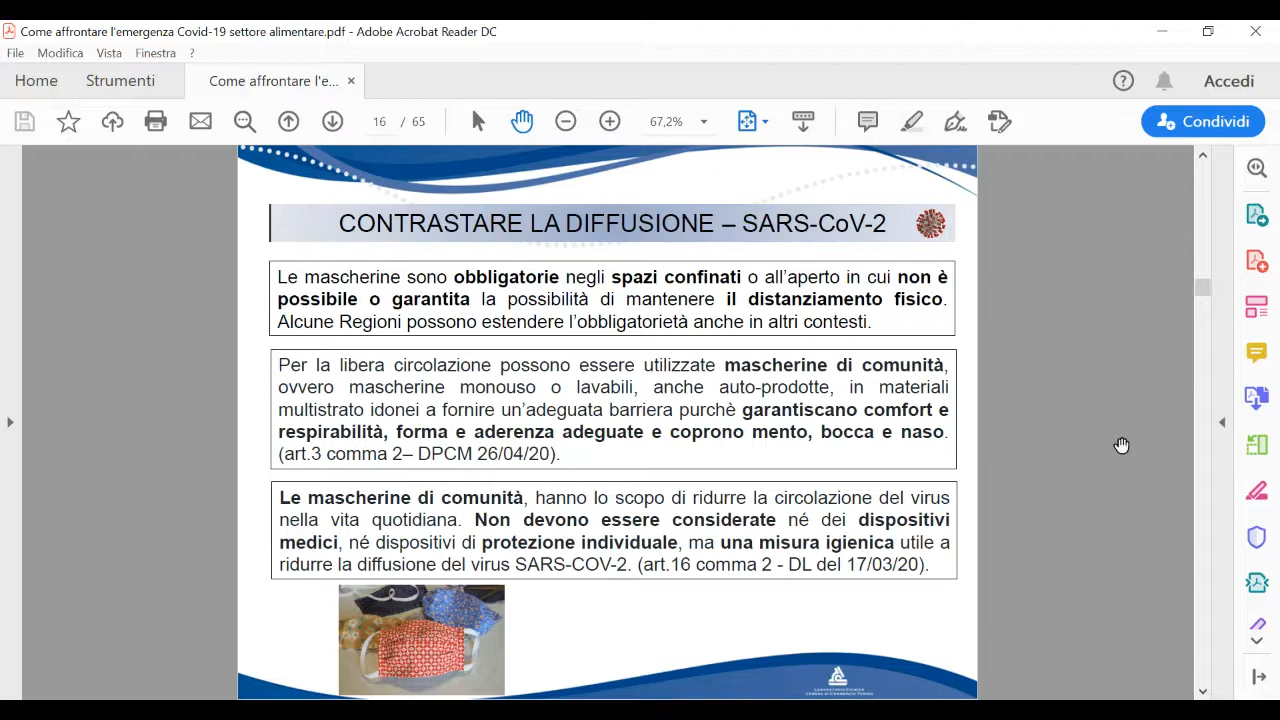 Come affrontare l'emergenza Covid-19 settore alimentare.pdf - Adobe Acrobat Reader DC
File Modifica Vista Finestra ?
Home Strumenti Come affrontare l'e... × Accedi
16 / 65 67,2% Condividi
CONTRASTARE LA DIFFUSIONE – SARS-CoV-2
Le mascherine sono obbligatorie negli spazi confinati o all'aperto in cui non è
possibile o garantita la possibilità di mantenere il distanziamento fisico.
Alcune Regioni possono estendere l'obbligatorietà anche in altri contesti.
Per la libera circolazione possono essere utilizzate mascherine di comunità,
ovvero mascherine monouso o lavabili, anche auto-prodotte, in materiali
multistrato idonei a fornire un'adeguata barriera purchè garantiscano comfort e
respirabilità, forma e aderenza adeguate e coprono mento, bocca e naso.
(art.3 comma 2– DPCM 26/04/20).
Le mascherine di comunità, hanno lo scopo di ridurre la circolazione del virus
nella vita quotidiana. Non devono essere considerate né dei dispositivi
medici, né dispositivi di protezione individuale, ma una misura igienica utile a
ridurre la diffusione del virus SARS-COV-2. (art.16 comma 2 - DL del 17/03/20).
LABORATORIO CHIMICO
CAMERA DI COMMERCIO TORINO